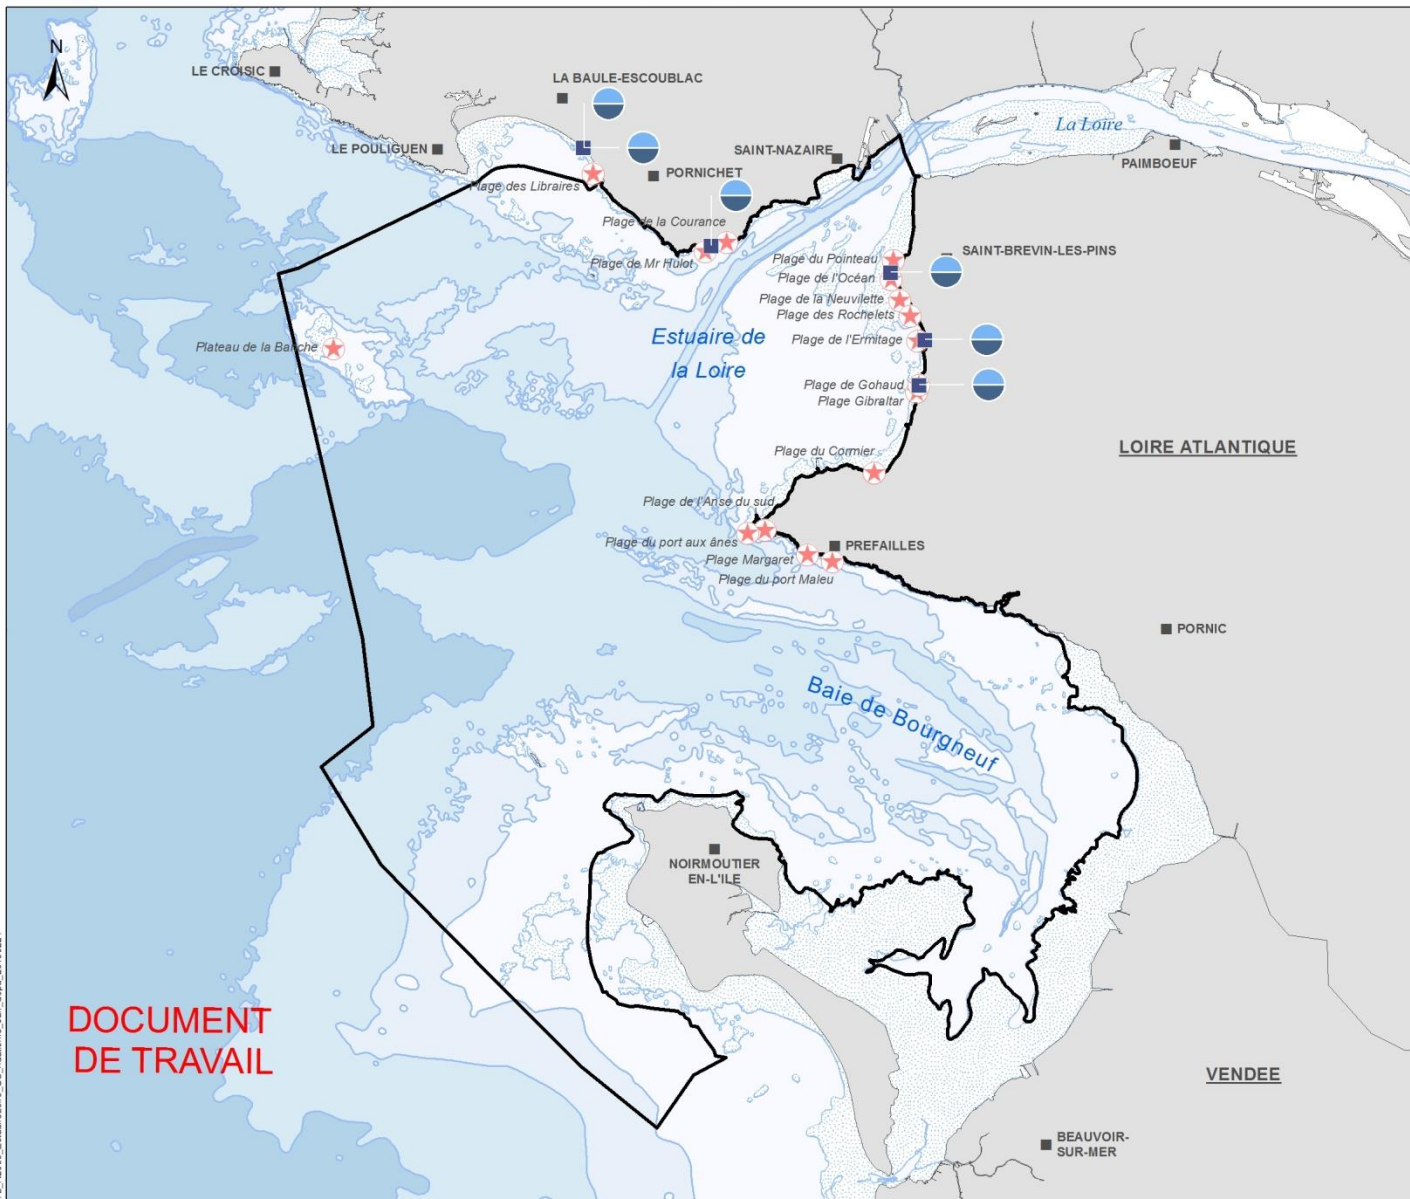 N
LE CROISIC
LA BAULE-ESCOUBLAC
La Loire
LE POULIGUEN
SAINT-NAZAIRE
PAIMBOEUF
PORNICHET
Plage des Libraires
Plage de la Courance
Plage de Mr Hulot
Plage du Pointeau
SAINT-BREVIN-LES-PINS
Plage de l'Océan
Plage de la Neuvilette
Plage des Rochelets
Plage de l'Ermitage
Estuaire de
la Loire
Plateau de la Banche
Plage de Gohaud
Plage Gibraltar
Plage du Cormier
LOIRE ATLANTIQUE
Plage de l'Anse du sud
Plage du port aux ânes
PREFAILLES
Plage Margaret
Plage du port Maleu
PORNIC
Baie de Bourgneuf
NOIRMOUTIER
EN-L'ILE
DOCUMENT
DE TRAVAIL
VENDEE
BEAUVOIR-
SUR-MER